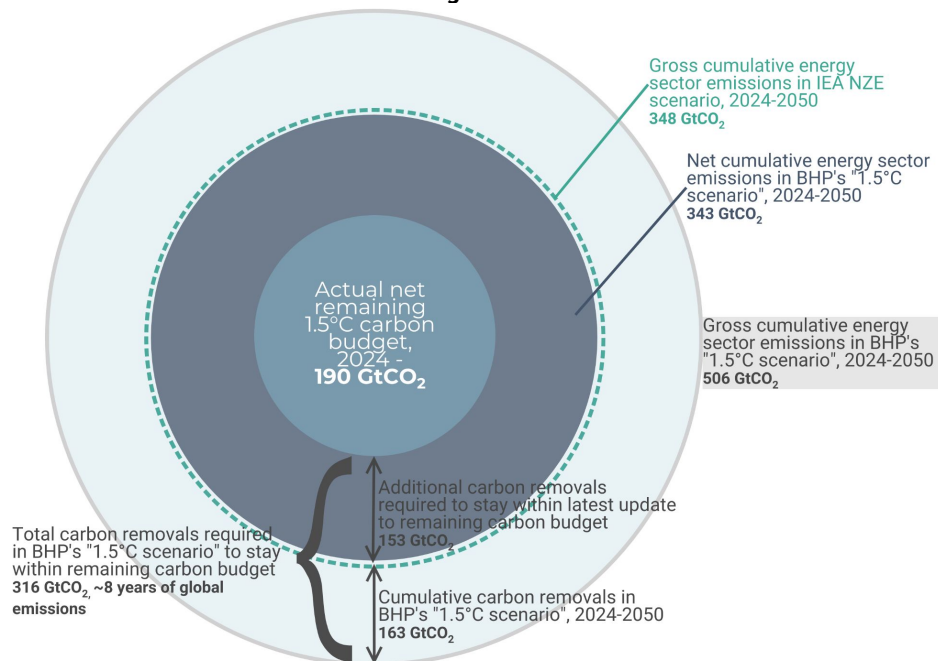 Gross cumulative energy
sector emissions in IEA NZE
scenario, 2024-2050
348 GtCO₂
Net cumulative energy sector
emissions in BHP's "1.5°C
scenario", 2024-2050
343 GtCO₂
Actual net
remaining
1.5°C carbon
budget,
2024 -
190 GtCO₂
Gross cumulative energy
sector emissions in BHP's
"1.5°C scenario", 2024-2050
506 GtCO₂
Additional carbon removals
required to stay within latest update
to remaining carbon budget
153 GtCO₂
Total carbon removals required
in BHP's "1.5°C scenario" to stay
within remaining carbon budget
316 GtCO₂, ~8 years of global
emissions
Cumulative carbon removals in
BHP's "1.5°C scenario", 2024-2050
163 GtCO₂